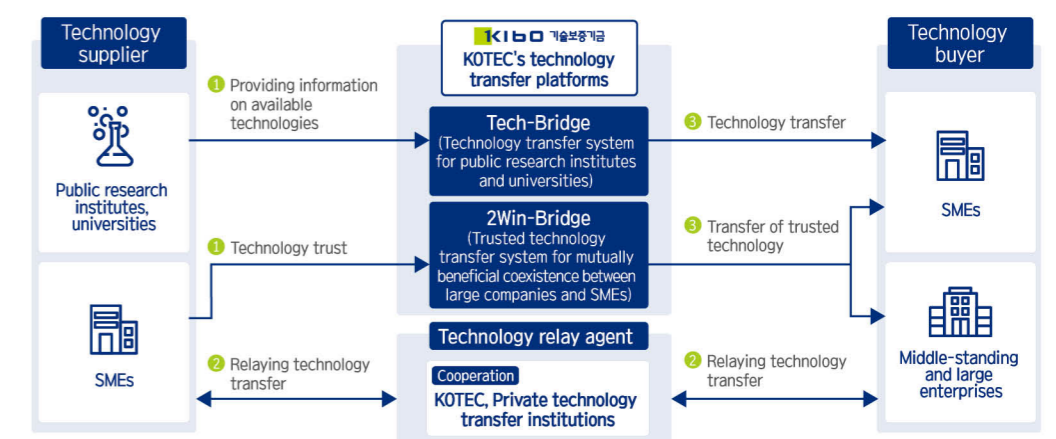 Technology
supplier
Public research
institutes,
universities
SMEs
1 Providing information
on available
technologies
1 Technology trust
2 Relaying technology
transfer
KIBO 기술보증기금
KOTEC's technology
transfer platforms
Tech-Bridge
(Technology transfer system
for public research institutes
and universities)
2Win-Bridge
(Trusted technology
transfer system for mutually
beneficial coexistence between
large companies and SMEs)
Technology relay agent
Cooperation
KOTEC, Private technology
transfer institutions
3 Technology transfer
3 Transfer of trusted
technology
2 Relaying technology
transfer
Technology
buyer
SMEs
Middle-standing
and large
enterprises